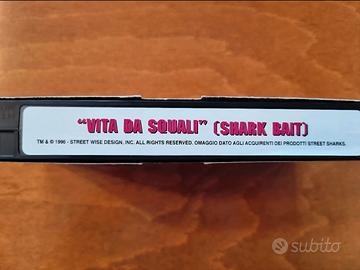 “VITA DA SQUALI” (SHARK BAIT)
TM & © 1996 - STREET WISE DESIGN, INC. ALL RIGHTS RESERVED. OMAGGIO DATO AGLI ACQUIRENTI DEI PRODOTTI STREET SHARKS.
subito